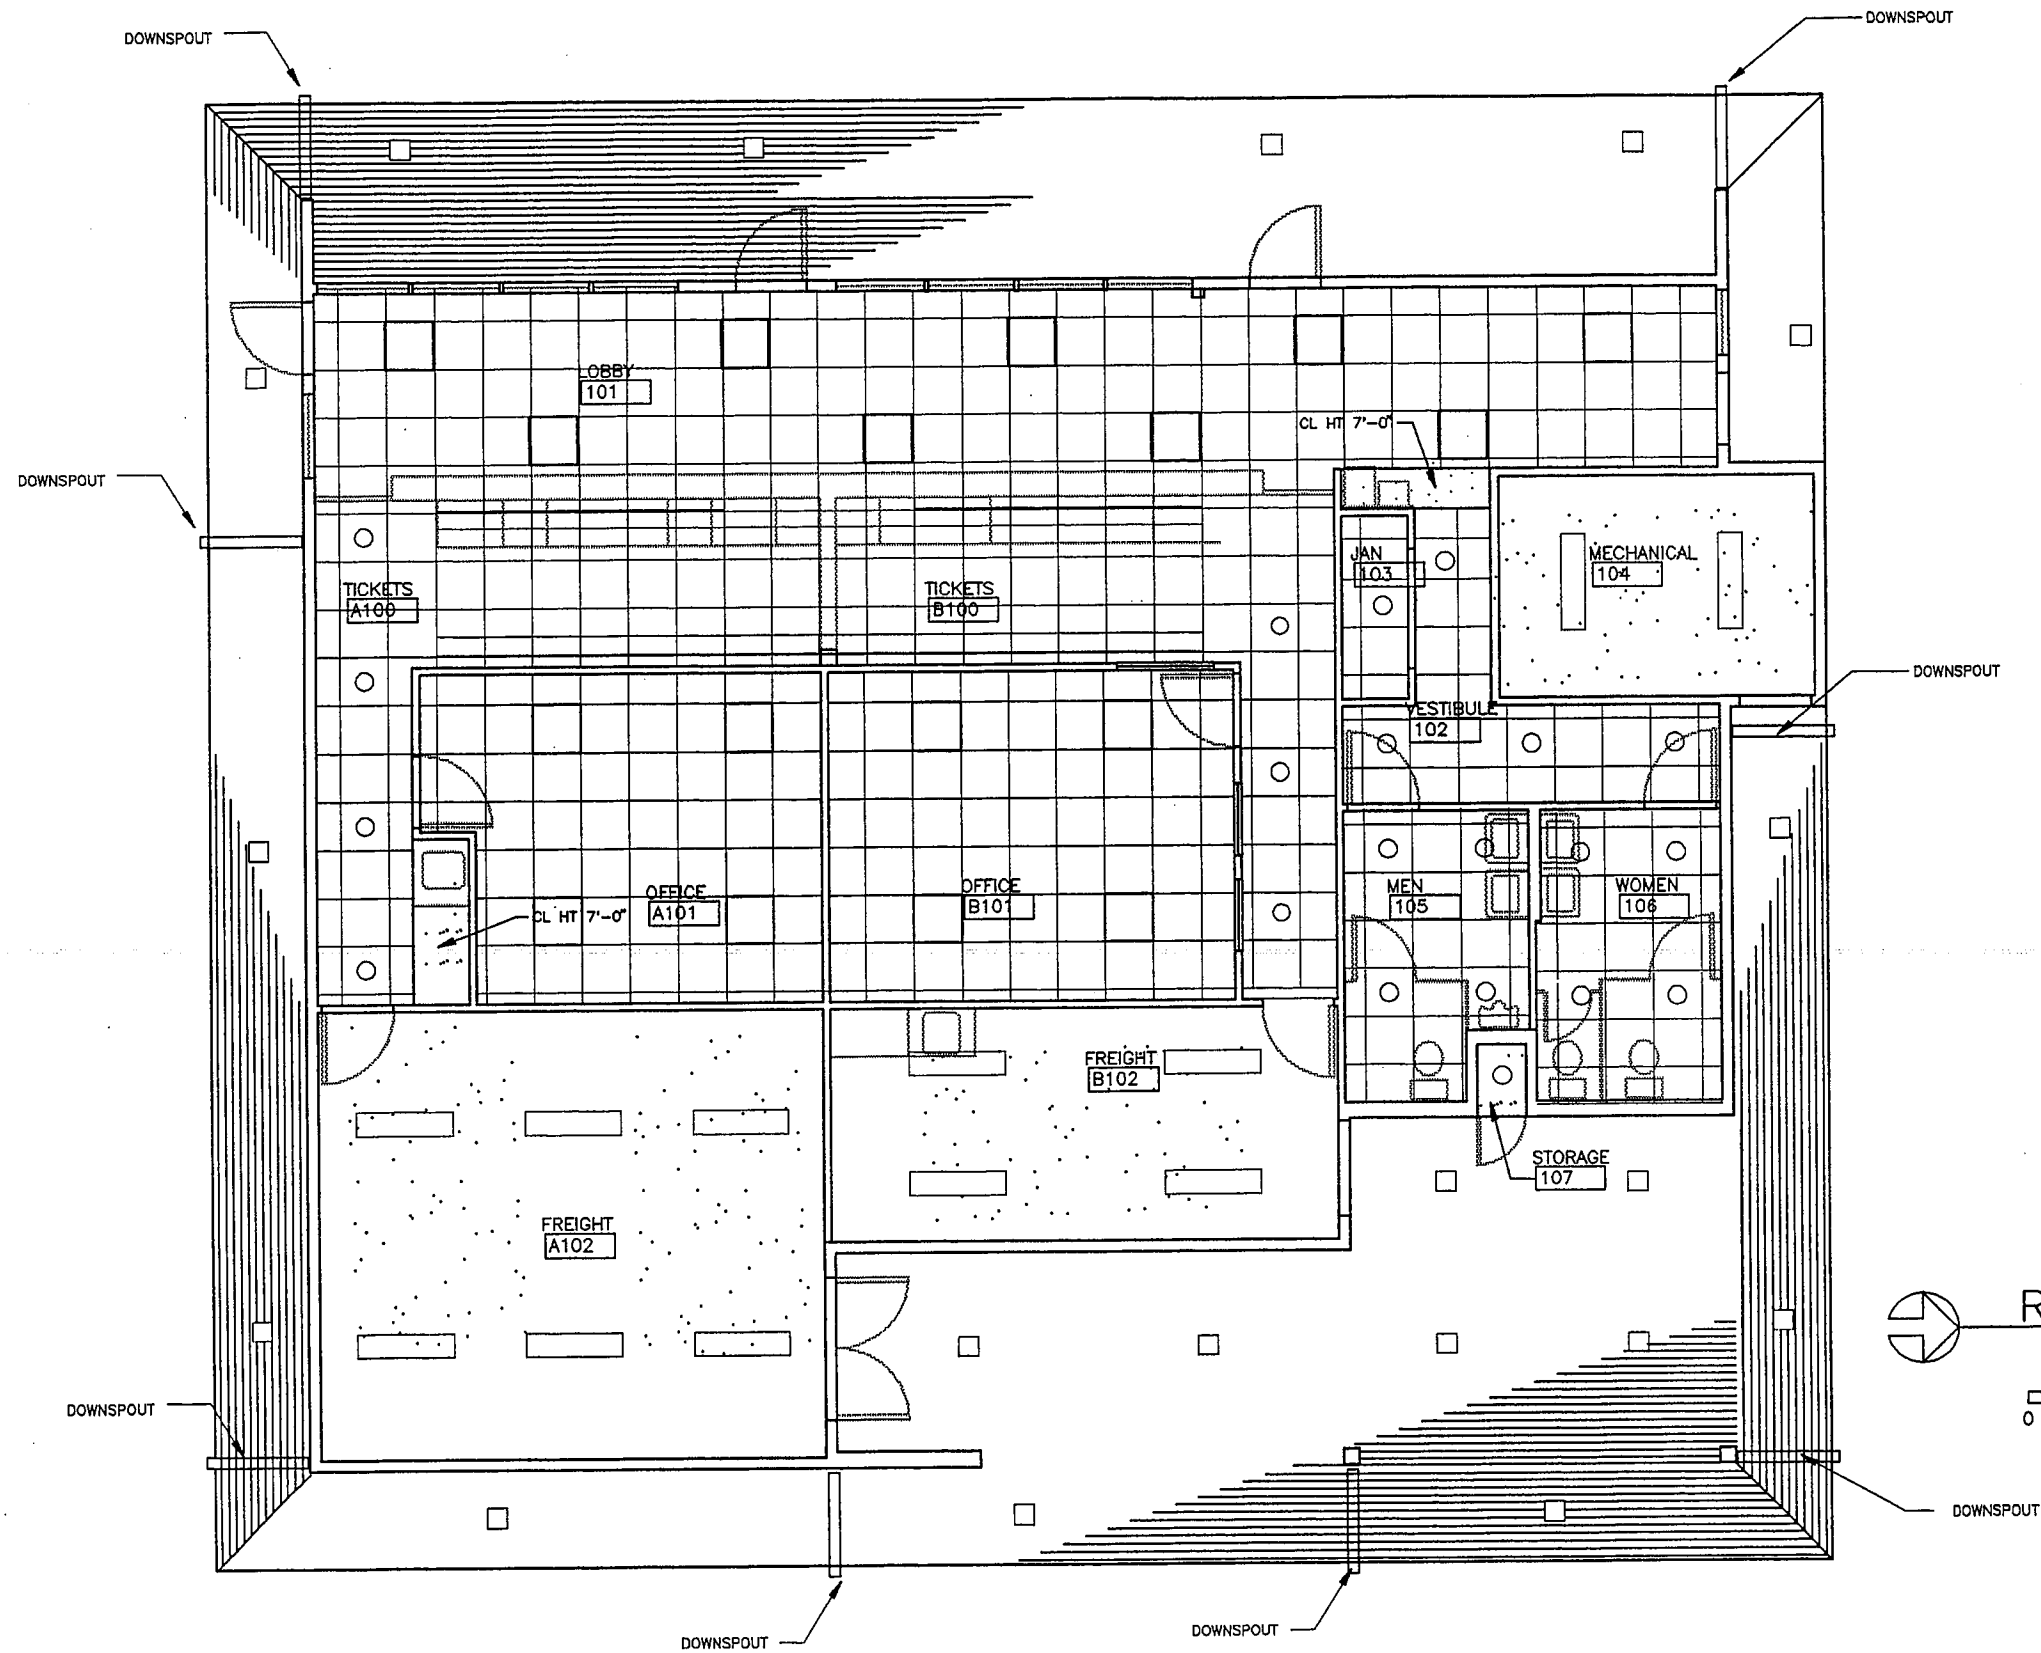 DOWNSPOUT
DOWNSPOUT
LOBBY
101
CL HT 7'-0"
DOWNSPOUT
JAN
103
MECHANICAL
104
TICKETS
A100
TICKETS
B100
DOWNSPOUT
VESTIBULE
102
OFFICE
A101
OFFICE
B101
MEN
105
WOMEN
106
CL HT 7'-0"
FREIGHT
B102
STORAGE
107
FREIGHT
A102
R
0
DOWNSPOUT
DOWNSPOUT
DOWNSPOUT
DOWNSPOUT